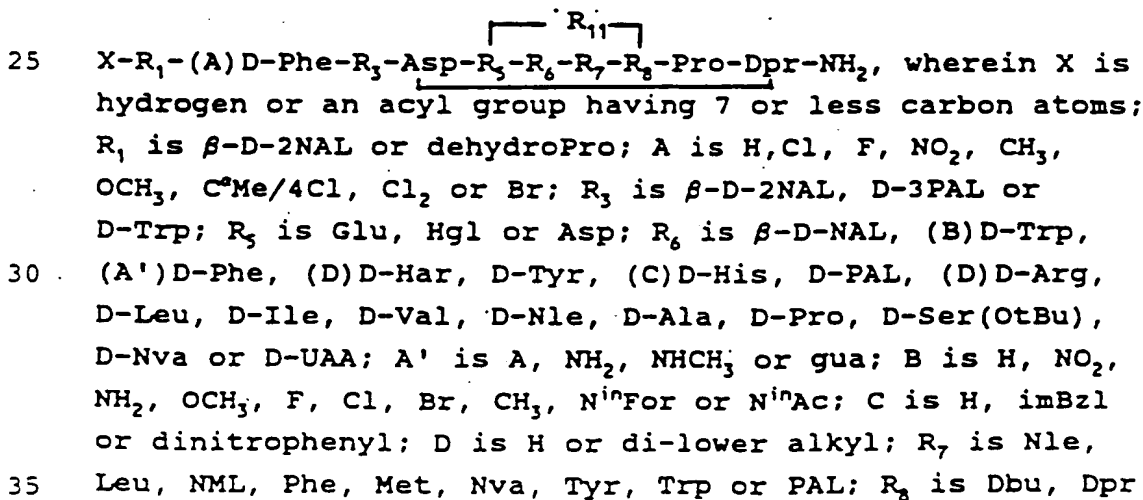 R₁₁
25 X-R₁-(A)D-Phe-R₃-Asp-R₅-R₆-R₇-R₈-Pro-Dpr-NH₂, wherein X is
hydrogen or an acyl group having 7 or less carbon atoms;
R₁ is β-D-2NAL or dehydroPro; A is H,Cl, F, NO₂, CH₃,
OCH₃, CᵅMe/4Cl, Cl₂ or Br; R₃ is β-D-2NAL, D-3PAL or
D-Trp; R₅ is Glu, Hgl or Asp; R₆ is β-D-NAL, (B)D-Trp,
30 (A')D-Phe, (D)D-Har, D-Tyr, (C)D-His, D-PAL, (D)D-Arg,
D-Leu, D-Ile, D-Val, D-Nle, D-Ala, D-Pro, D-Ser(OtBu),
D-Nva or D-UAA; A' is A, NH₂, NHCH₃ or gua; B is H, NO₂,
NH₂, OCH₃, F, Cl, Br, CH₃, NⁱⁿFor or NⁱⁿAc; C is H, imBzl
or dinitrophenyl; D is H or di-lower alkyl; R₇ is Nle,
35 Leu, NML, Phe, Met, Nva, Tyr, Trp or PAL; R₈ is Dbu, Dpr